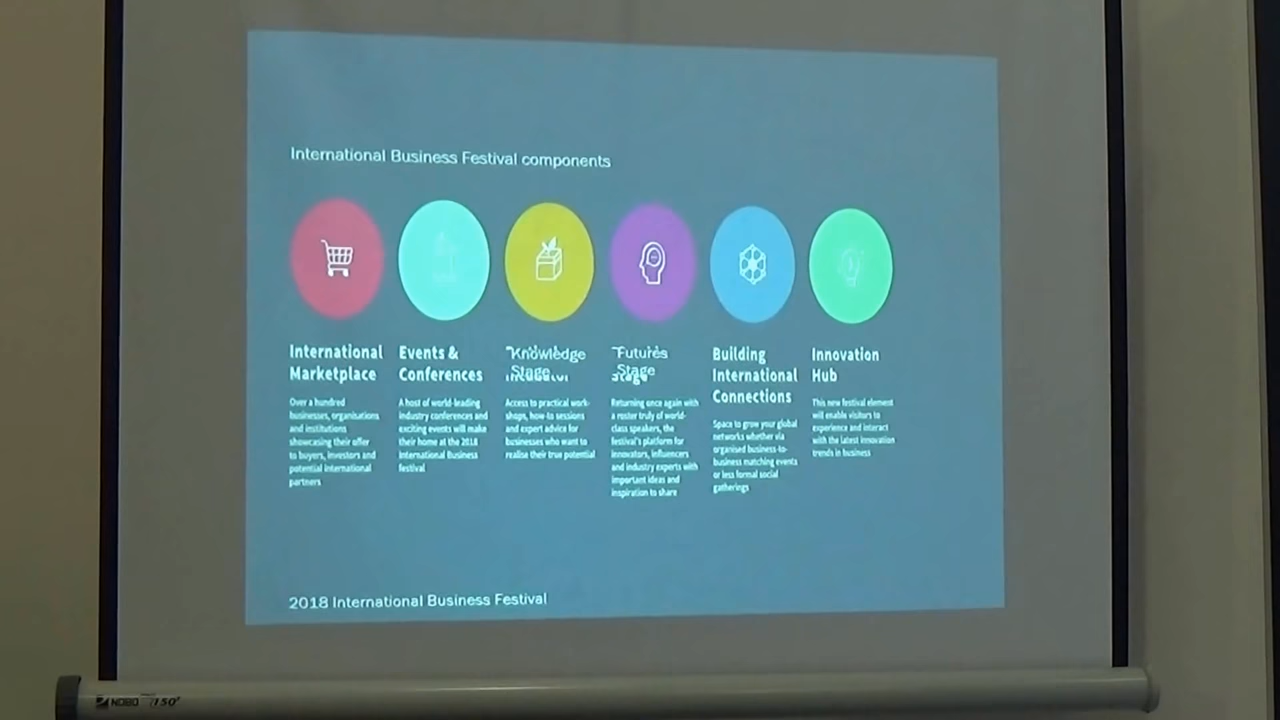 International Business Festival components
International
Marketplace
Over a hundred
businesses, organisations
and institutions
showcasing their offer
to buyers, investors and
potential international
partners
Events &
Conferences
A host of world-leading
industry conferences and
exciting events will make
their home at the 2018
International Business
festival
Knowledge
Stage
Access to practical work-
shops, how-to sessions
and expert advice for
businesses who want to
realise their true potential
Futures
Stage
Returning once again with
a roster truly of world-
class speakers, the
festival's platform for
innovators, influencers
and industry experts with
important ideas and
inspiration to share
Building
International
Connections
Space to grow your global
networks whether via
organised business-to-
business matching events
or less formal social
gatherings
Innovation
Hub
This new festival element
will enable visitors to
experience and interact
with the latest innovation
trends in business
2018 International Business Festival
NOBO